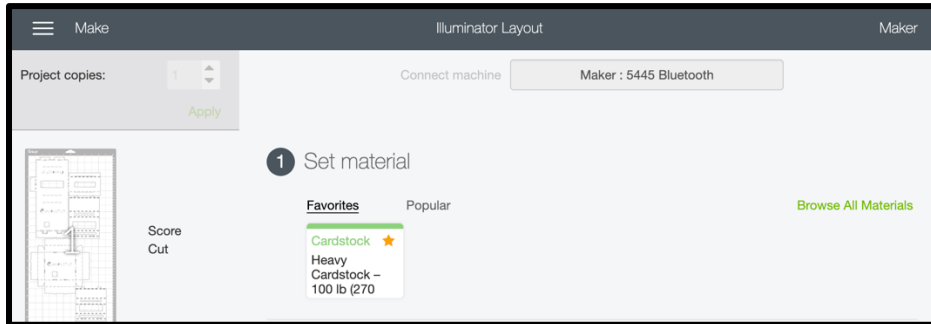 Make
Illuminator Layout
Maker
Project copies:
1
Connect machine
Maker : 5445 Bluetooth
Apply
1 Set material
Favorites
Popular
Browse All Materials
Score
Cut
Cardstock
Heavy
Cardstock –
100 lb (270
1